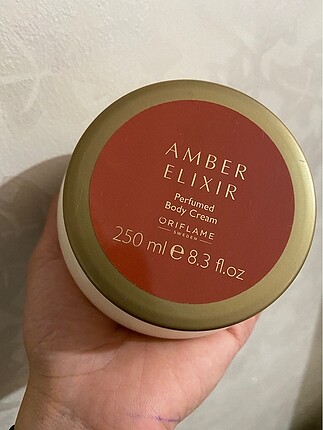 AMBER
ELIXIR
Perfumed
Body Cream
ORIFLAME
SWEDEN
250 ml ℮ 8.3 fl.oz